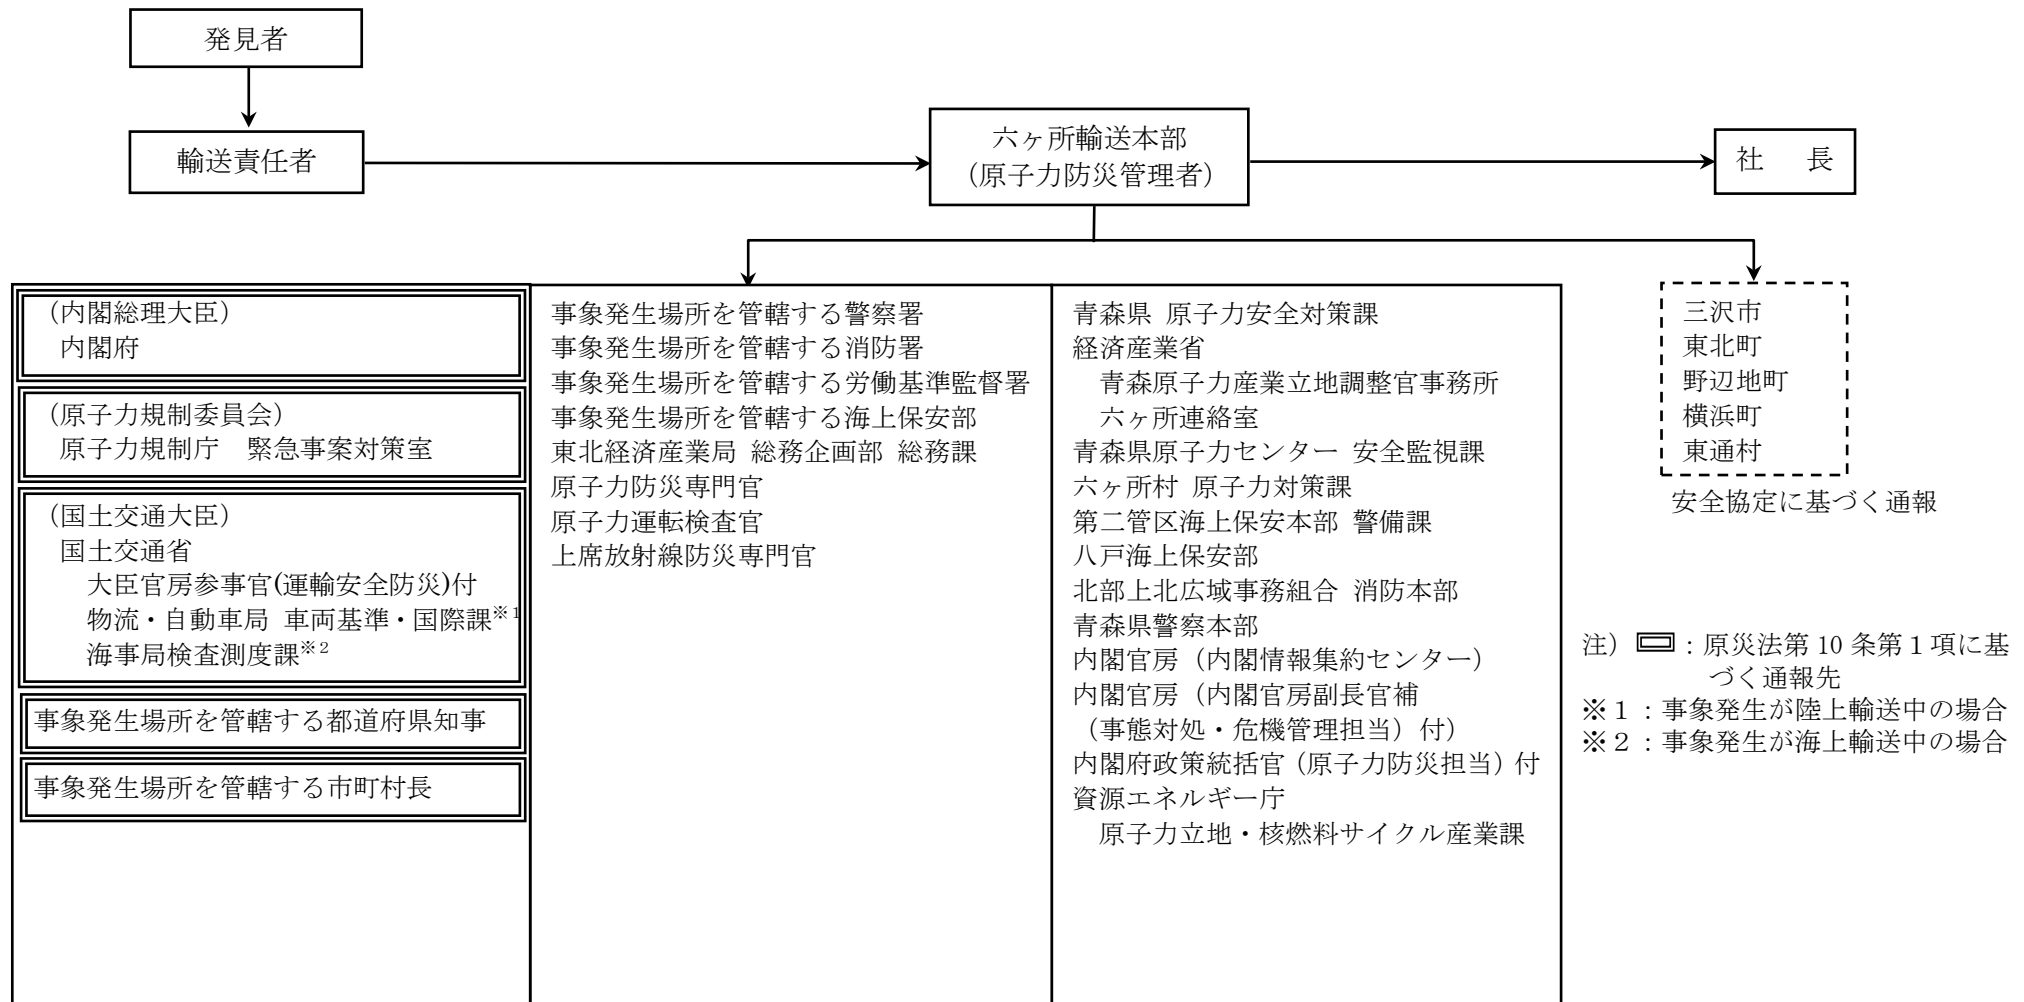 発見者
輸送責任者
六ヶ所輸送本部
(原子力防災管理者)
社　長
(内閣総理大臣)
内閣府
(原子力規制委員会)
原子力規制庁　緊急事案対策室
(国土交通大臣)
国土交通省
大臣官房参事官(運輸安全防災)付
物流・自動車局 車両基準・国際課※1
海事局検査測度課※2
事象発生場所を管轄する都道府県知事
事象発生場所を管轄する市町村長
事象発生場所を管轄する警察署
事象発生場所を管轄する消防署
事象発生場所を管轄する労働基準監督署
事象発生場所を管轄する海上保安部
東北経済産業局 総務企画部 総務課
原子力防災専門官
原子力運転検査官
上席放射線防災専門官
青森県 原子力安全対策課
経済産業省
青森原子力産業立地調整官事務所
六ヶ所連絡室
青森県原子力センター 安全監視課
六ヶ所村 原子力対策課
第二管区海上保安本部 警備課
八戸海上保安部
北部上北広域事務組合 消防本部
青森県警察本部
内閣官房（内閣情報集約センター）
内閣官房（内閣官房副長官補
（事態対処・危機管理担当）付）
内閣府政策統括官（原子力防災担当）付
資源エネルギー庁
原子力立地・核燃料サイクル産業課
三沢市
東北町
野辺地町
横浜町
東通村
安全協定に基づく通報
注）：原災法第10条第1項に基
づく通報先
※1：事象発生が陸上輸送中の場合
※2：事象発生が海上輸送中の場合